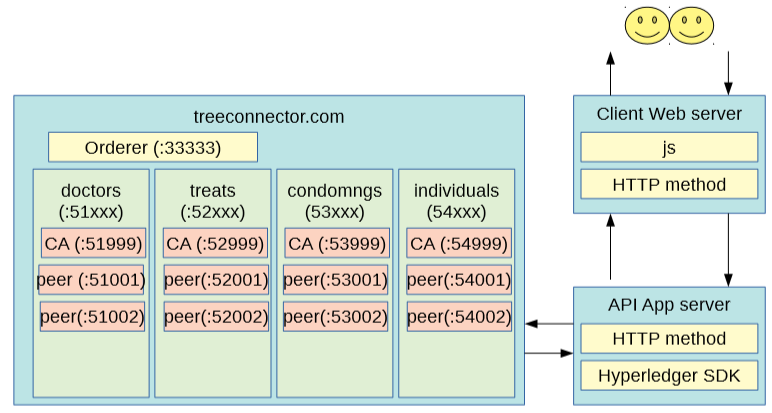 treeconnector.com
Orderer (:33333)
doctors
(:51xxx)
CA (:51999)
peer (:51001)
peer(:51002)
treats
(:52xxx)
CA (:52999)
peer(:52001)
peer(:52002)
condomngs
(53xxx)
CA (:53999)
peer(:53001)
peer(:53002)
individuals
(54xxx)
CA (:54999)
peer(:54001)
peer(:54002)
Client Web server
js
HTTP method
API App server
HTTP method
Hyperledger SDK